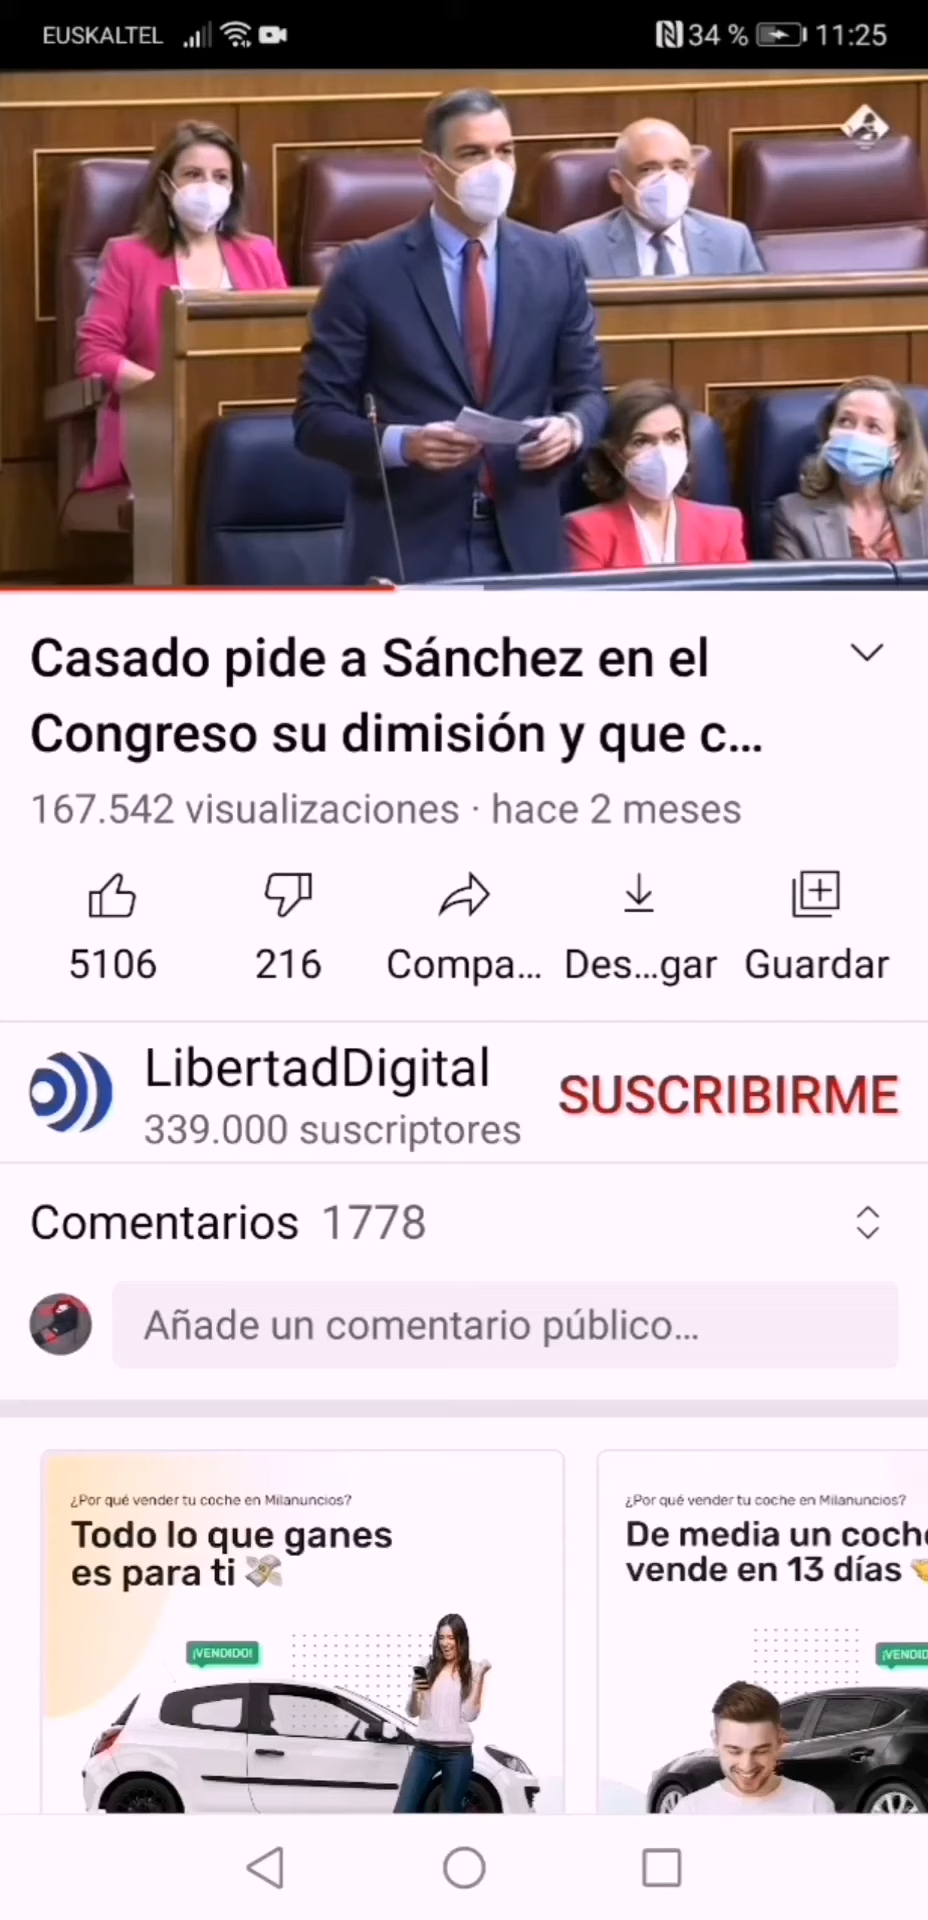 EUSKALTEL
34 % 11:25
Casado pide a Sánchez en el
Congreso su dimisión y que c...
167.542 visualizaciones · hace 2 meses
5106
216
Compa...
Des...gar
Guardar
LibertadDigital
339.000 suscriptores
SUSCRIBIRME
Comentarios 1778
Añade un comentario público...
¿Por qué vender tu coche en Milanuncios?
Todo lo que ganes
es para ti
¡VENDIDO!
¿Por qué vender tu coche en Milanuncios?
De media un coch
vende en 13 días
¡VENDID